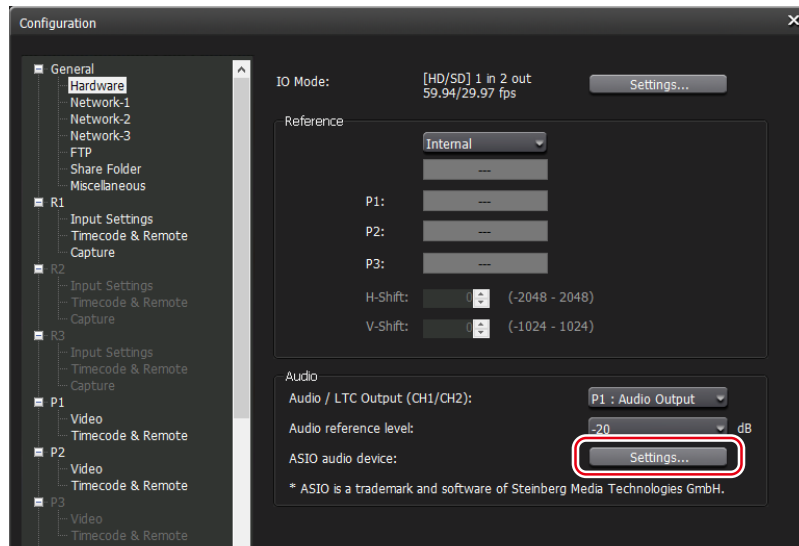 Configuration
General
Hardware
Network-1
Network-2
Network-3
FTP
Share Folder
Miscellaneous
R1
Input Settings
Timecode & Remote
Capture
R2
Input Settings
Timecode & Remote
Capture
R3
Input Settings
Timecode & Remote
Capture
P1
Video
Timecode & Remote
P2
Video
Timecode & Remote
P3
Video
Timecode & Remote
IO Mode: [HD/SD] 1 in 2 out Settings...
59.94/29.97 fps
Reference
Internal
---
P1: ---
P2: ---
P3: ---
H-Shift: 0 (-2048 - 2048)
V-Shift: 0 (-1024 - 1024)
Audio
Audio / LTC Output (CH1/CH2): P1 : Audio Output
Audio reference level: -20 dB
ASIO audio device: Settings...
* ASIO is a trademark and software of Steinberg Media Technologies GmbH.